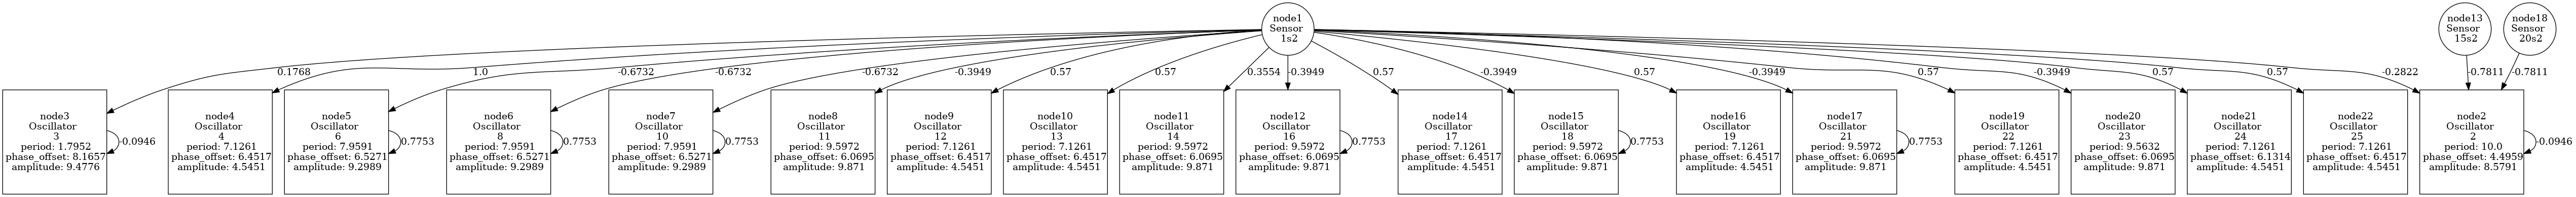 node1
Sensor
1s2
node13
Sensor
15s2
node18
Sensor
20s2
0.1768
1.0
-0.6732
-0.6732
-0.6732
-0.3949
0.57
0.57
0.3554
-0.3949
0.57
-0.3949
0.57
-0.3949
0.57
-0.3949
0.57
0.57
-0.2822
-0.7811
-0.7811
node3
Oscillator
3
period: 1.7952
phase_offset: 8.1657
amplitude: 9.4776
-0.0946
node4
Oscillator
4
period: 7.1261
phase_offset: 6.4517
amplitude: 4.5451
node5
Oscillator
6
period: 7.9591
phase_offset: 6.5271
amplitude: 9.2989
0.7753
node6
Oscillator
8
period: 7.9591
phase_offset: 6.5271
amplitude: 9.2989
0.7753
node7
Oscillator
10
period: 7.9591
phase_offset: 6.5271
amplitude: 9.2989
0.7753
node8
Oscillator
11
period: 9.5972
phase_offset: 6.0695
amplitude: 9.871
node9
Oscillator
12
period: 7.1261
phase_offset: 6.4517
amplitude: 4.5451
node10
Oscillator
13
period: 7.1261
phase_offset: 6.4517
amplitude: 4.5451
node11
Oscillator
14
period: 9.5972
phase_offset: 6.0695
amplitude: 9.871
node12
Oscillator
16
period: 9.5972
phase_offset: 6.0695
amplitude: 9.871
0.7753
node14
Oscillator
17
period: 7.1261
phase_offset: 6.4517
amplitude: 4.5451
node15
Oscillator
18
period: 9.5972
phase_offset: 6.0695
amplitude: 9.871
0.7753
node16
Oscillator
19
period: 7.1261
phase_offset: 6.4517
amplitude: 4.5451
node17
Oscillator
21
period: 9.5972
phase_offset: 6.0695
amplitude: 9.871
0.7753
node19
Oscillator
22
period: 7.1261
phase_offset: 6.4517
amplitude: 4.5451
node20
Oscillator
23
period: 9.5632
phase_offset: 6.0695
amplitude: 9.871
node21
Oscillator
24
period: 7.1261
phase_offset: 6.1314
amplitude: 4.5451
node22
Oscillator
25
period: 7.1261
phase_offset: 6.4517
amplitude: 4.5451
node2
Oscillator
2
period: 10.0
phase_offset: 4.4959
amplitude: 8.5791
-0.0946